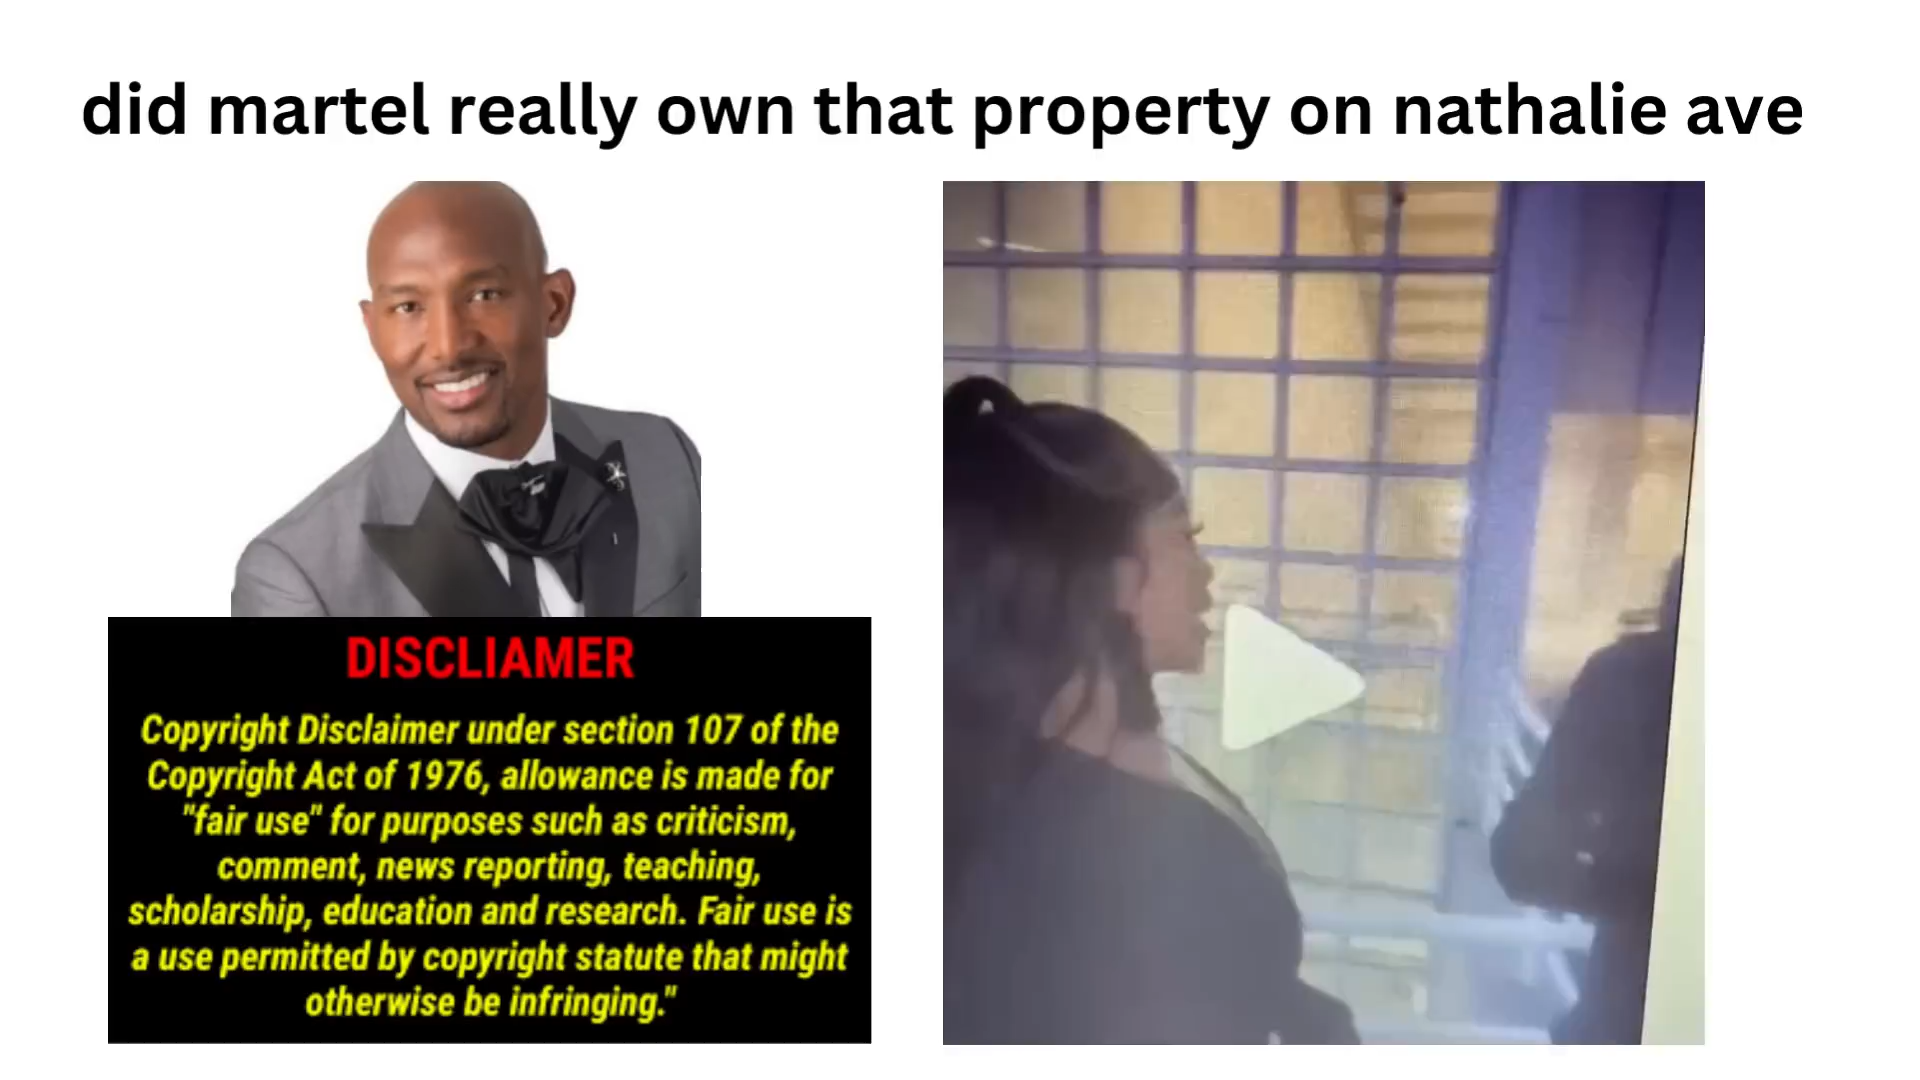 did martel really own that property on nathalie ave
DISCLIAMER
Copyright Disclaimer under section 107 of the
Copyright Act of 1976, allowance is made for
"fair use" for purposes such as criticism,
comment, news reporting, teaching,
scholarship, education and research. Fair use is
a use permitted by copyright statute that might
otherwise be infringing."